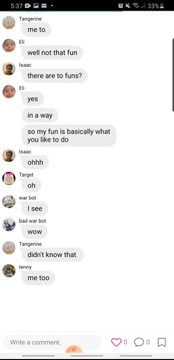 5:37
33%
Tangerine
me to
Eli
well not that fun
Isaac
there are to funs?
Eli
yes
in a way
so my fun is basically what
you like to do
Isaac
ohhh
Target
oh
war bot
I see
bad war bot
wow
Tangerine
didn't know that
tenny
me too
Write a comment.
0
0